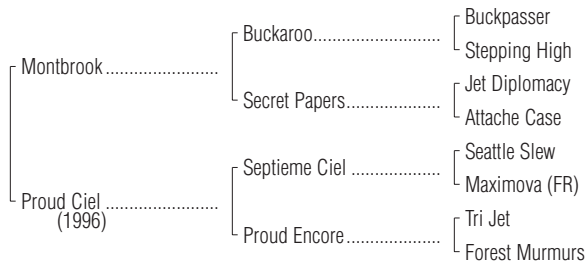 Buckpasser
Buckaroo............................
Stepping High
Montbrook.........................
Jet Diplomacy
Secret Papers.....................
Attache Case
Seattle Slew
Septieme Ciel....................
Maximova (FR)
Proud Ciel.........................
(1996)
Tri Jet
Proud Encore.....................
Forest Murmurs